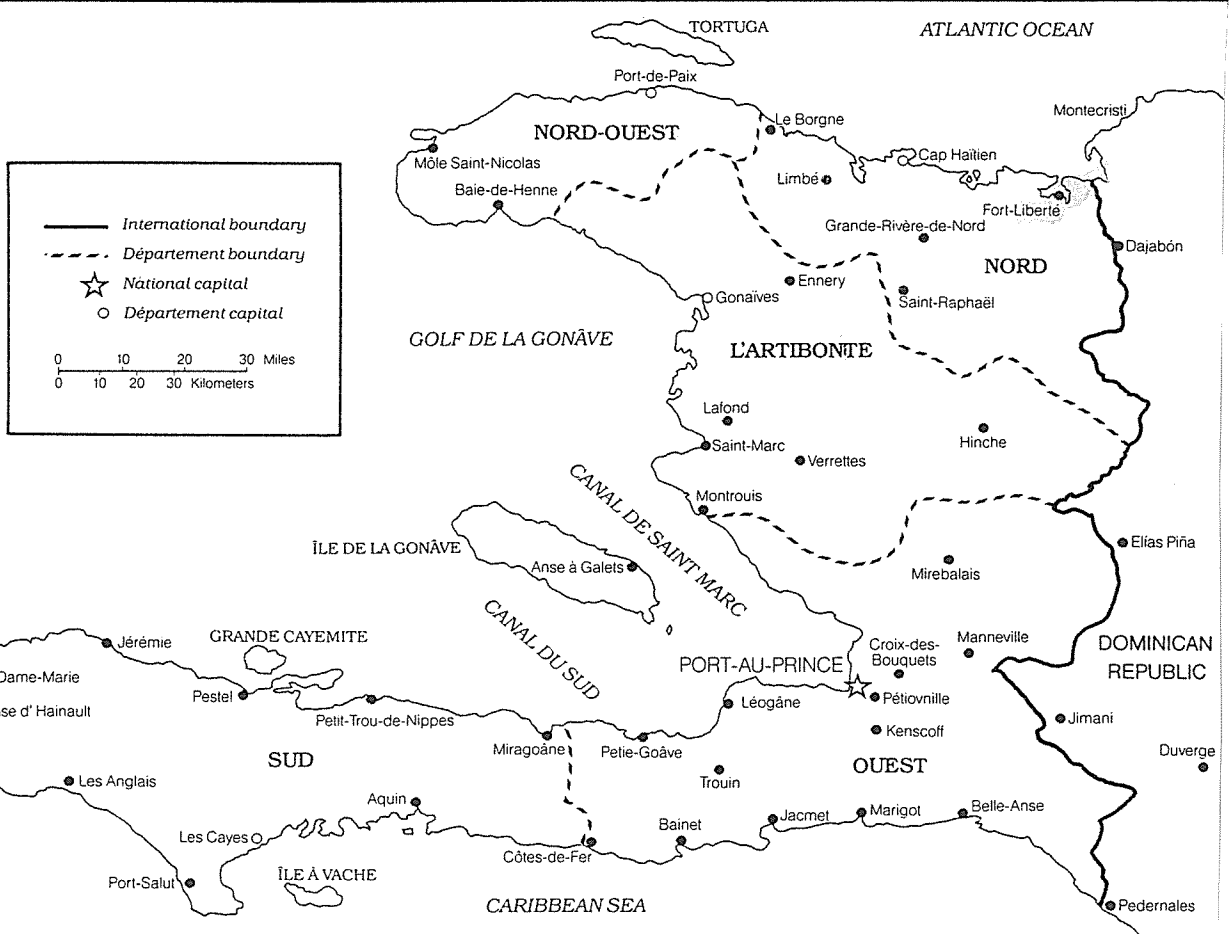 TORTUGA
ATLANTIC OCEAN
Port-de-Paix
Montecristi
NORD-OUEST
Le Borgne
Môle Saint-Nicolas
Cap Haïtien
Limbé
Baie-de-Henne
Fort-Liberté
Grande-Rivère-de-Nord
Dajabón
NORD
Ennery
Saint-Raphaël
Gonaïves
GOLF DE LA GONÂVE
L'ARTIBONTE
International boundary
Département boundary
National capital
Département capital
0 10 20 30 Miles
0 10 20 30 Kilometers
Lafond
Saint-Marc
Hinche
Verrettes
CANAL DE SAINT MARC
Montrouis
ÎLE DE LA GONÂVE
Anse à Galets
Elías Piña
Mirebalais
CANAL DU SUD
Jérémie
GRANDE CAYEMITE
Dame-Marie
se d' Hainault
Pestel
Petit-Trou-de-Nippes
PORT-AU-PRINCE
Croix-des-
Bouquets
Manneville
DOMINICAN
REPUBLIC
Pétiovnille
Léogâne
Kenscoff
Jimani
Miragoâne
Petie-Goâve
Duverge
SUD
OUEST
Trouin
Les Anglais
Aquin
Les Cayes
Bainet
Jacmet
Marigot
Belle-Anse
Côtes-de-Fer
Port-Salut
ÎLE À VACHE
CARIBBEAN SEA
Pedernales